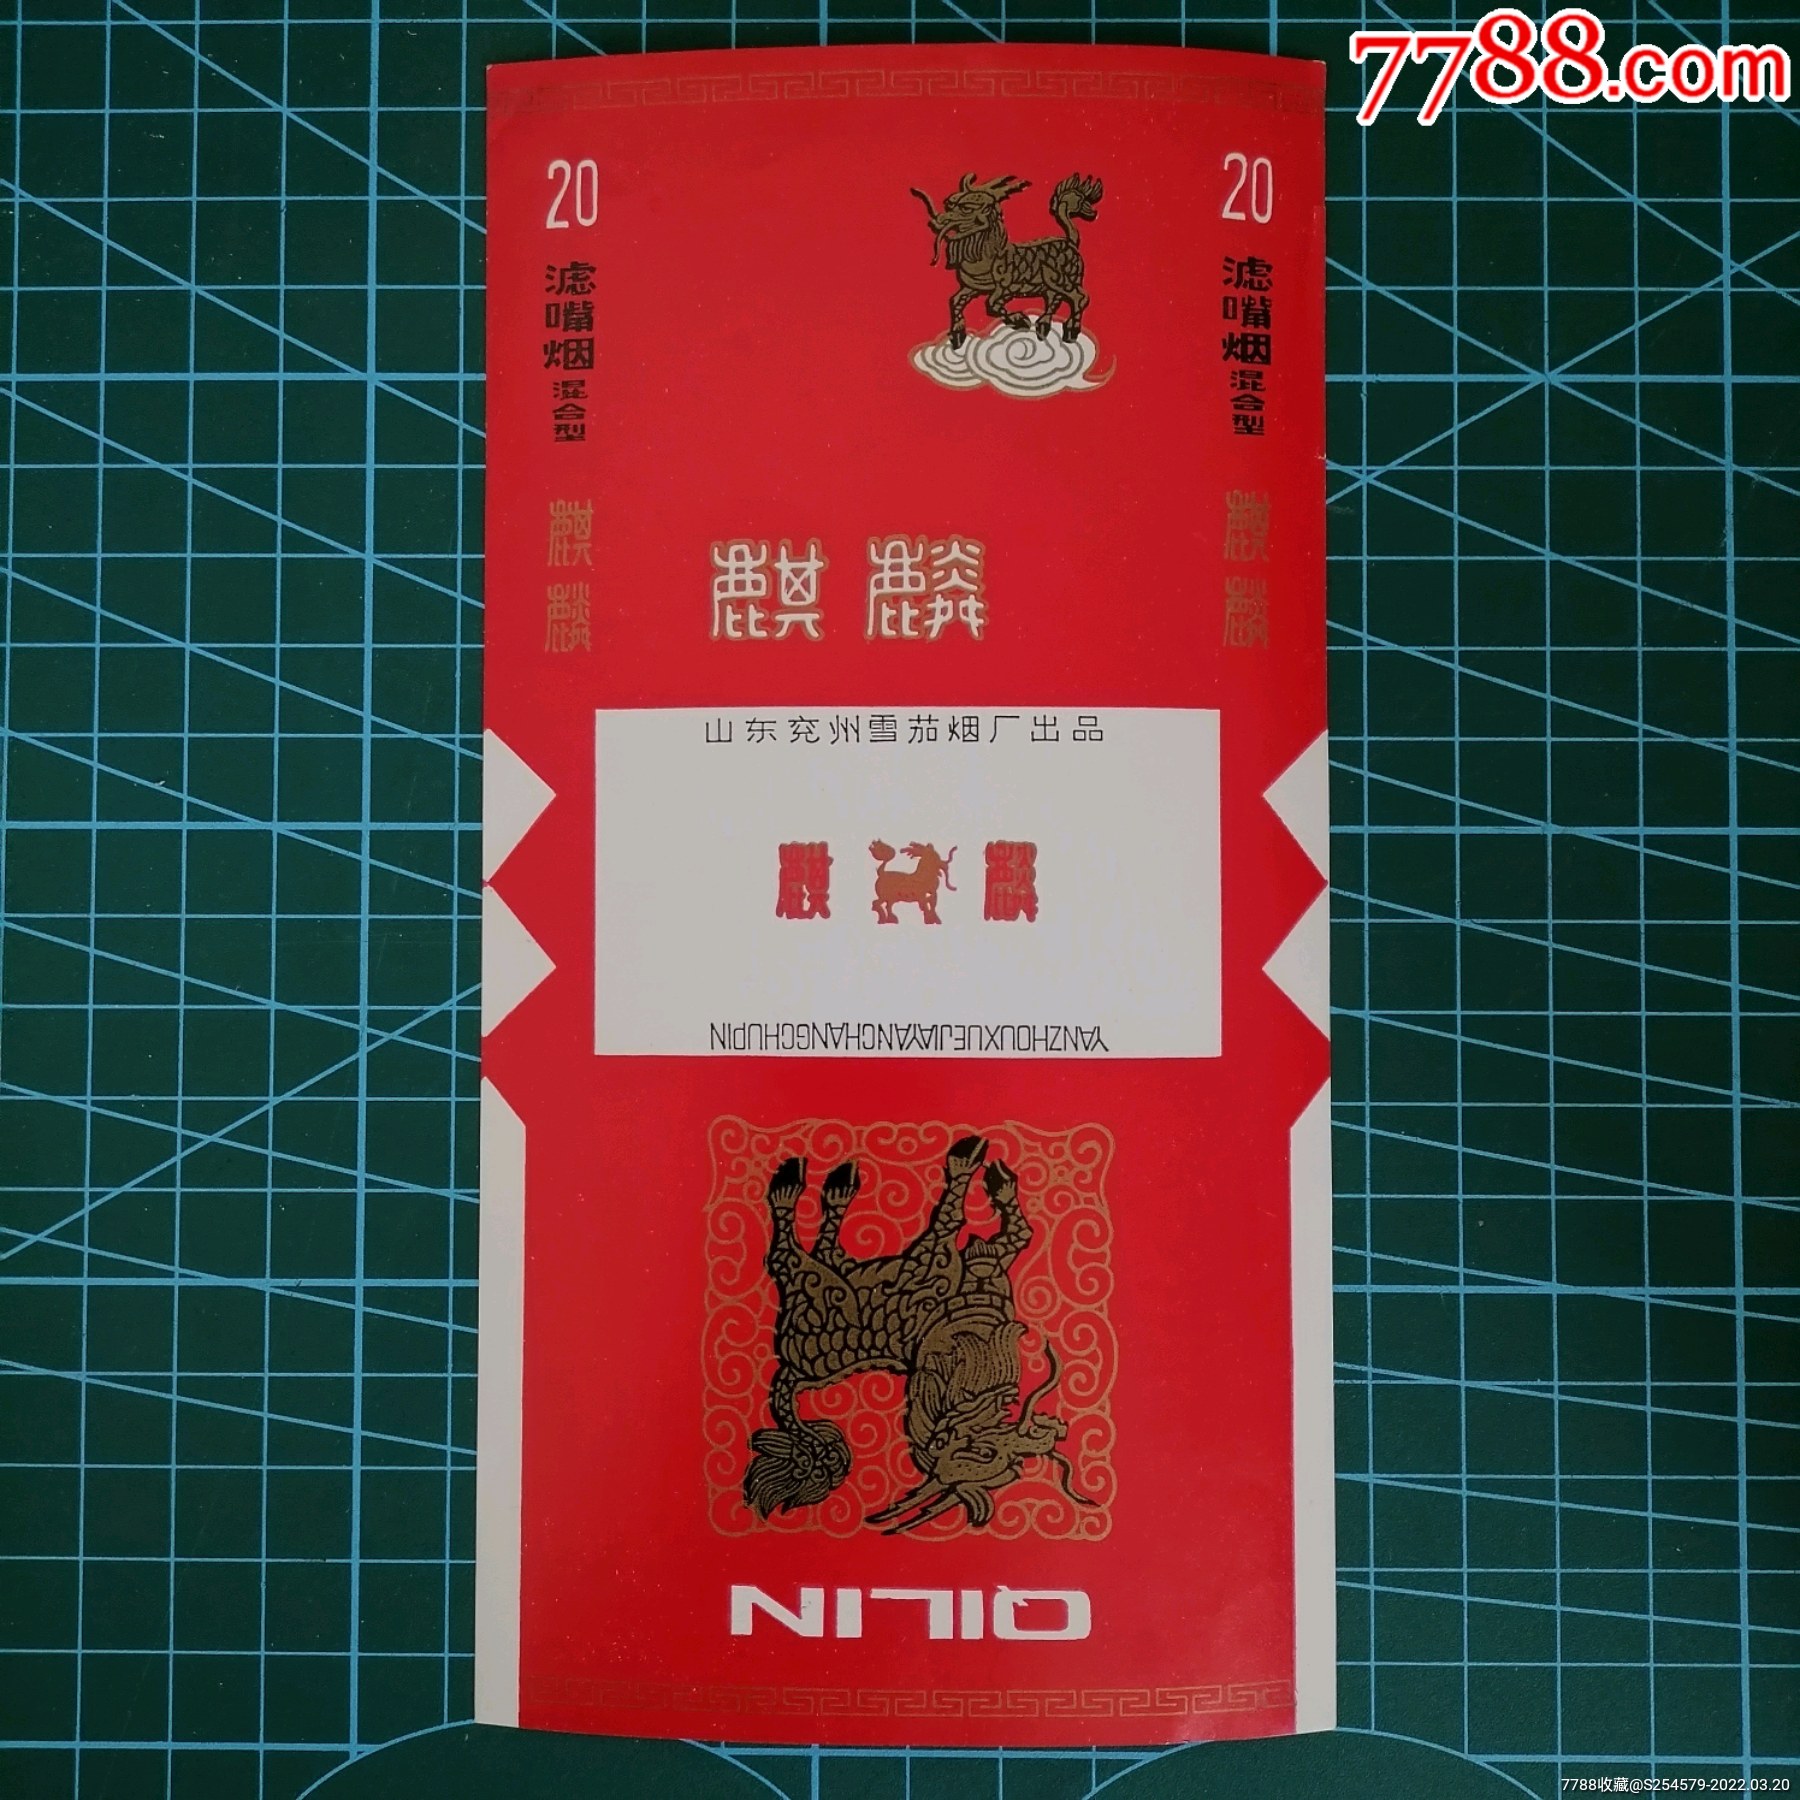 7788.com
20
滤嘴烟 混合型
麒麟
20
滤嘴烟 混合型
麒麟
麒麟
山东兖州雪茄烟厂出品
麒 麟
YANZHOUXUEJIAYANCHANGCHUPIN
QILIN
7788收藏@S254579-2022.03.20